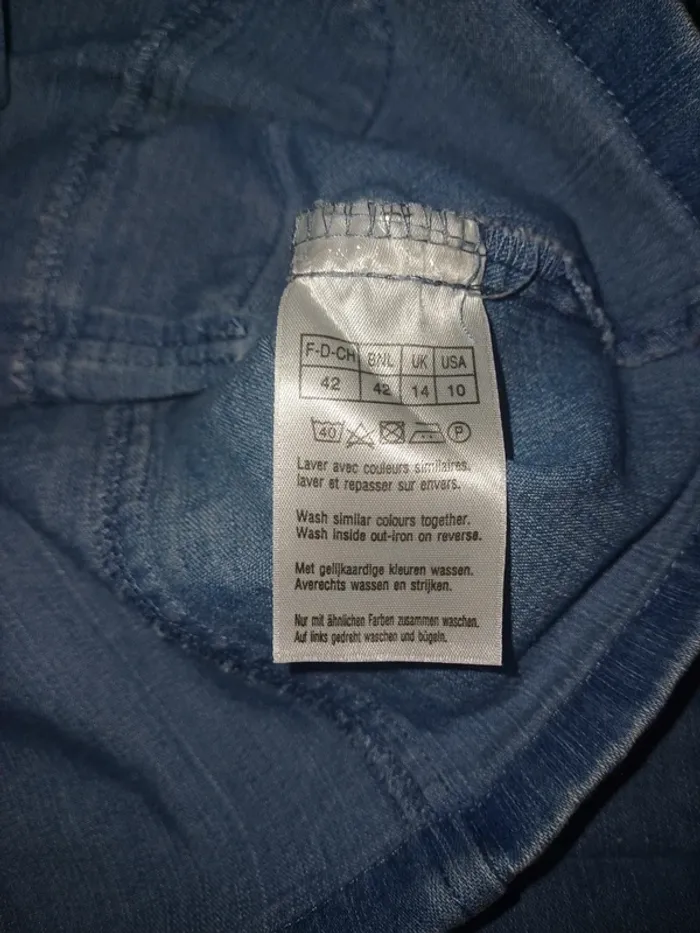 F-D-CH BNL UK USA
42 42 14 10
40 P
Laver avec couleurs similaires.
laver et repasser sur envers.
Wash similar colours together.
Wash inside out-iron on reverse.
Met gelijkaardige kleuren wassen.
Averechts wassen en strijken.
Nur mit ähnlichen Farben zusammen waschen.
Auf links gedreht waschen und bügeln.